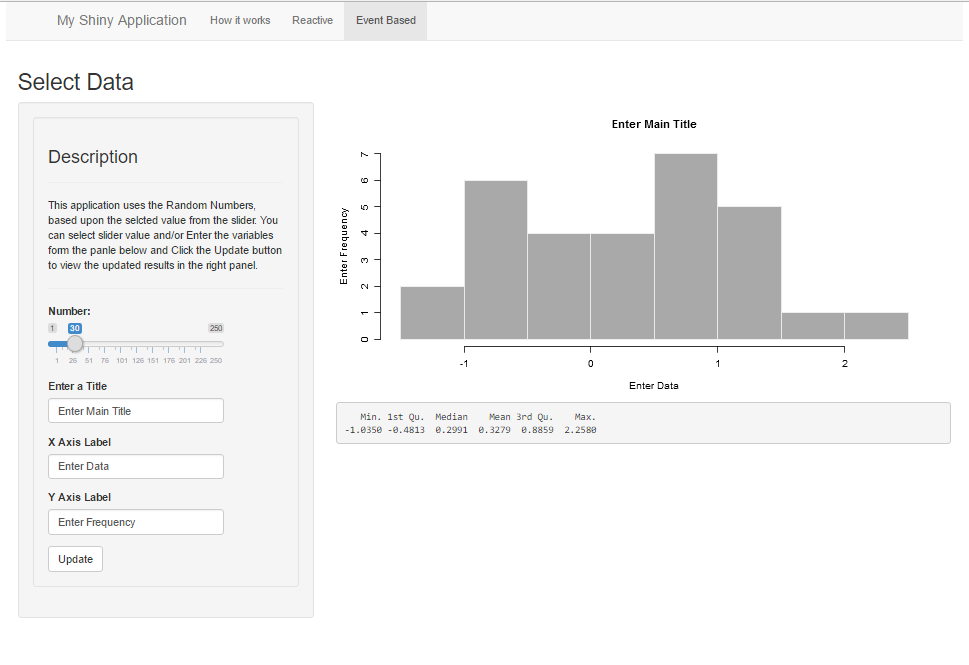 My Shiny Application How it works Reactive Event Based
Select Data
Description
This application uses the Random Numbers,
based upon the selcted value from the slider. You
can select slider value and/or Enter the variables
form the panle below and Click the Update button
to view the updated results in the right panel.
Number:
1 30 250
1 26 51 76 101 126 151 176 201 226 250
Enter a Title
Enter Main Title
X Axis Label
Enter Data
Y Axis Label
Enter Frequency
Update
Enter Main Title
Enter Frequency
7
6
5
4
3
2
1
0
-1 0 1 2
Enter Data
Min. 1st Qu. Median Mean 3rd Qu. Max.
-1.0350 -0.4813 0.2991 0.3279 0.8859 2.2580